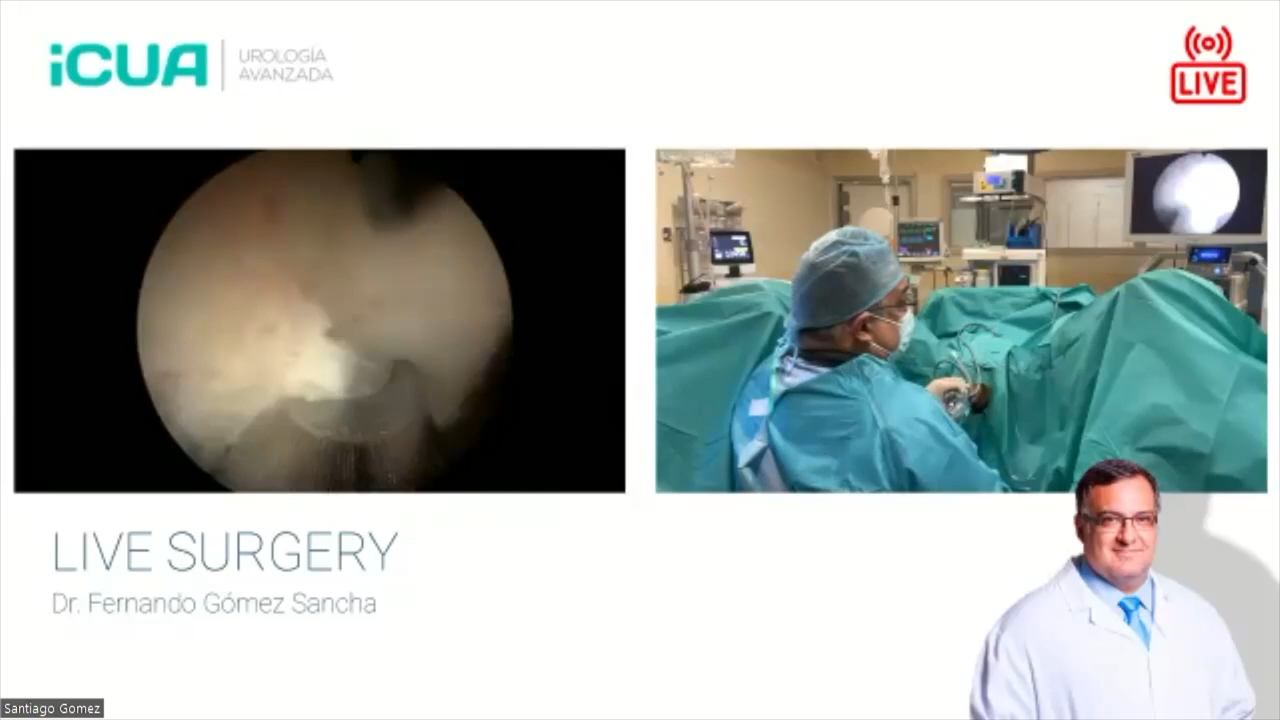 iCUA
UROLOGÍA
AVANZADA
LIVE
LIVE SURGERY
Dr. Fernando Gómez Sancha
Santiago Gomez